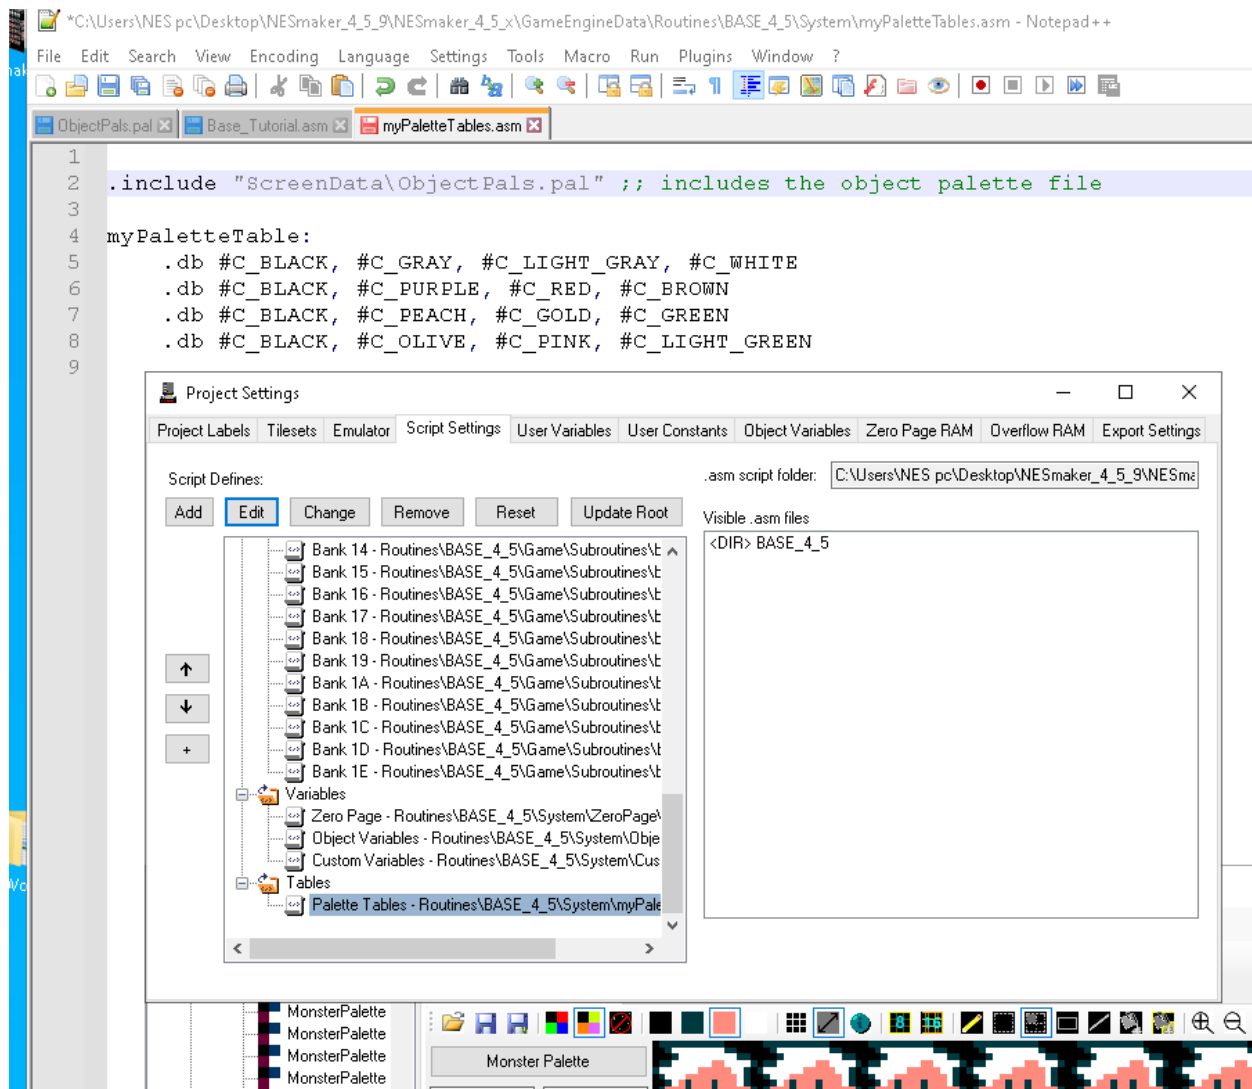 *C:\Users\NES pc\Desktop\NESmaker_4_5_9\NESmaker_4_5_x\GameEngineData\Routines\BASE_4_5\System\myPaletteTables.asm - Notepad++
File Edit Search View Encoding Language Settings Tools Macro Run Plugins Window ?
ObjectPals.pal Base_Tutorial.asm myPaletteTables.asm
1
2 .include "ScreenData\ObjectPals.pal" ;; includes the object palette file
3
4 myPaletteTable:
5 .db #C_BLACK, #C_GRAY, #C_LIGHT_GRAY, #C_WHITE
6 .db #C_BLACK, #C_PURPLE, #C_RED, #C_BROWN
7 .db #C_BLACK, #C_PEACH, #C_GOLD, #C_GREEN
8 .db #C_BLACK, #C_OLIVE, #C_PINK, #C_LIGHT_GREEN
9
Project Settings
Project Labels Tilesets Emulator Script Settings User Variables User Constants Object Variables Zero Page RAM Overflow RAM Export Settings
Script Defines:
.asm script folder: C:\Users\NES pc\Desktop\NESmaker_4_5_9\NESma
Add Edit Change Remove Reset Update Root
Visible .asm files
<DIR> BASE_4_5
Bank 14 - Routines\BASE_4_5\Game\Subroutines\b
Bank 15 - Routines\BASE_4_5\Game\Subroutines\b
Bank 16 - Routines\BASE_4_5\Game\Subroutines\b
Bank 17 - Routines\BASE_4_5\Game\Subroutines\b
Bank 18 - Routines\BASE_4_5\Game\Subroutines\b
Bank 19 - Routines\BASE_4_5\Game\Subroutines\b
Bank 1A - Routines\BASE_4_5\Game\Subroutines\b
Bank 1B - Routines\BASE_4_5\Game\Subroutines\b
Bank 1C - Routines\BASE_4_5\Game\Subroutines\b
Bank 1D - Routines\BASE_4_5\Game\Subroutines\b
Bank 1E - Routines\BASE_4_5\Game\Subroutines\b
Variables
Zero Page - Routines\BASE_4_5\System\ZeroPage\
Object Variables - Routines\BASE_4_5\System\Obje
Custom Variables - Routines\BASE_4_5\System\Cus
Tables
Palette Tables - Routines\BASE_4_5\System\myPale
MonsterPalette
MonsterPalette
MonsterPalette
MonsterPalette
8 16
Monster Palette